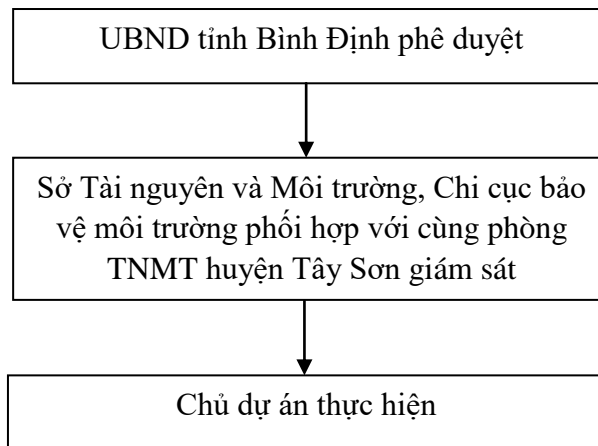 UBND tỉnh Bình Định phê duyệt
Sở Tài nguyên và Môi trường, Chi cục bảo
vệ môi trường phối hợp với cùng phòng
TNMT huyện Tây Sơn giám sát
Chủ dự án thực hiện